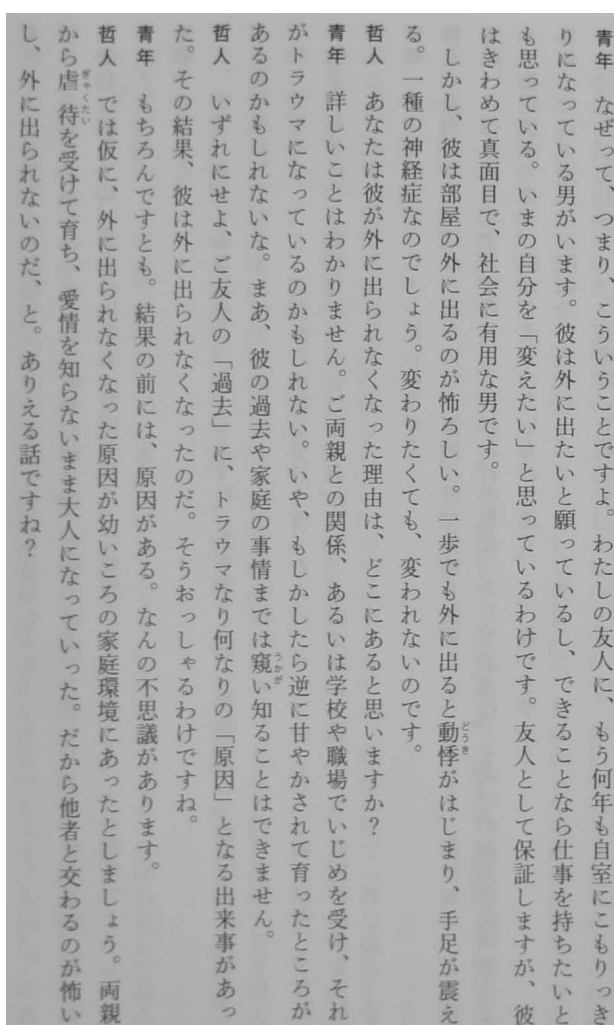 青年　なぜって、つまり、こういうことですよ。わたしの友人に、もう何年も自室にこもりっき
りになっている男がいます。彼は外に出たいと願っているし、できることなら仕事を持ちたいと
も思っている。いまの自分を「変えたい」と思っているわけです。友人として保証しますが、彼
はきわめて真面目で、社会に有用な男です。
　しかし、彼は部屋の外に出るのが怖ろしい。一歩でも外に出ると動悸がはじまり、手足が震え
る。一種の神経症なのでしょう。変わりたくても、変われないのです。
哲人　あなたは彼が外に出られなくなった理由は、どこにあると思いますか？
青年　詳しいことはわかりません。ご両親との関係、あるいは学校や職場でいじめを受け、それ
がトラウマになっているのかもしれない。いや、もしかしたら逆に甘やかされて育ったところが
あるのかもしれないな。まあ、彼の過去や家庭の事情までは窺い知ることはできません。
哲人　いずれにせよ、ご友人の「過去」に、トラウマなり何なりの「原因」となる出来事があっ
た。その結果、彼は外に出られなくなったのだ。そうおっしゃるわけですね。
青年　もちろんですとも。結果の前には、原因がある。なんの不思議があります。
哲人　では仮に、外に出られなくなった原因が幼いころの家庭環境にあったとしましょう。両親
から虐待を受けて育ち、愛情を知らないまま大人になっていった。だから他者と交わるのが怖い
し、外に出られないのだ、と。ありえる話ですね？